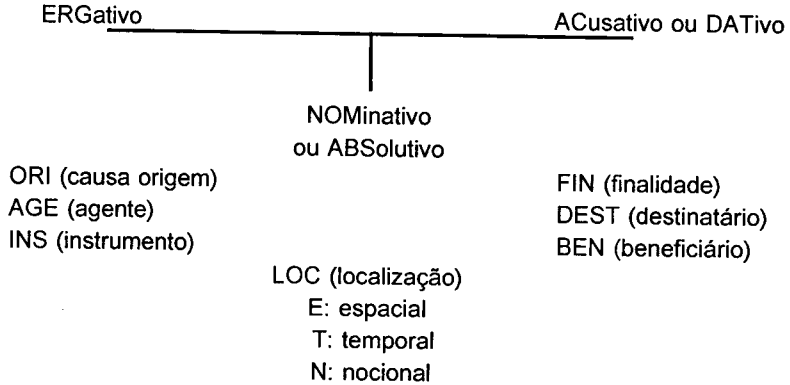 ERGativo
ACusativo ou DATivo
NOMinativo
ou ABSolutivo
ORI (causa origem)
AGE (agente)
INS (instrumento)
FIN (finalidade)
DEST (destinatário)
BEN (beneficiário)
LOC (localização)
E: espacial
T: temporal
N: nocional